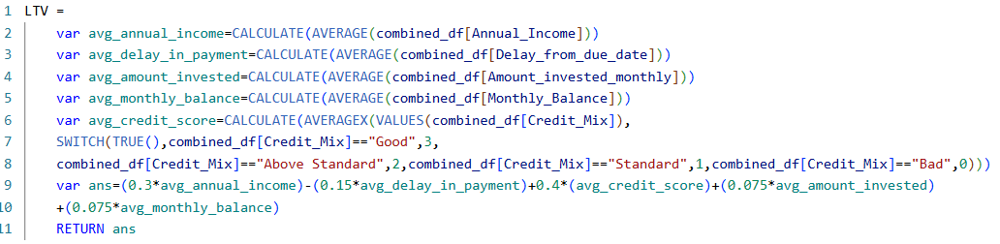 1 LTV =
2 var avg_annual_income=CALCULATE(AVERAGE(combined_df[Annual_Income]))
3 var avg_delay_in_payment=CALCULATE(AVERAGE(combined_df[Delay_from_due_date]))
4 var avg_amount_invested=CALCULATE(AVERAGE(combined_df[Amount_invested_monthly]))
5 var avg_monthly_balance=CALCULATE(AVERAGE(combined_df[Monthly_Balance]))
6 var avg_credit_score=CALCULATE(AVERAGEX(VALUES(combined_df[Credit_Mix]),
7 SWITCH(TRUE(),combined_df[Credit_Mix]=="Good",3,
8 combined_df[Credit_Mix]=="Above Standard",2,combined_df[Credit_Mix]=="Standard",1,combined_df[Credit_Mix]=="Bad",0)))
9 var ans=(0.3*avg_annual_income)-(0.15*avg_delay_in_payment)+0.4*(avg_credit_score)+(0.075*avg_amount_invested)
10 +(0.075*avg_monthly_balance)
11 RETURN ans